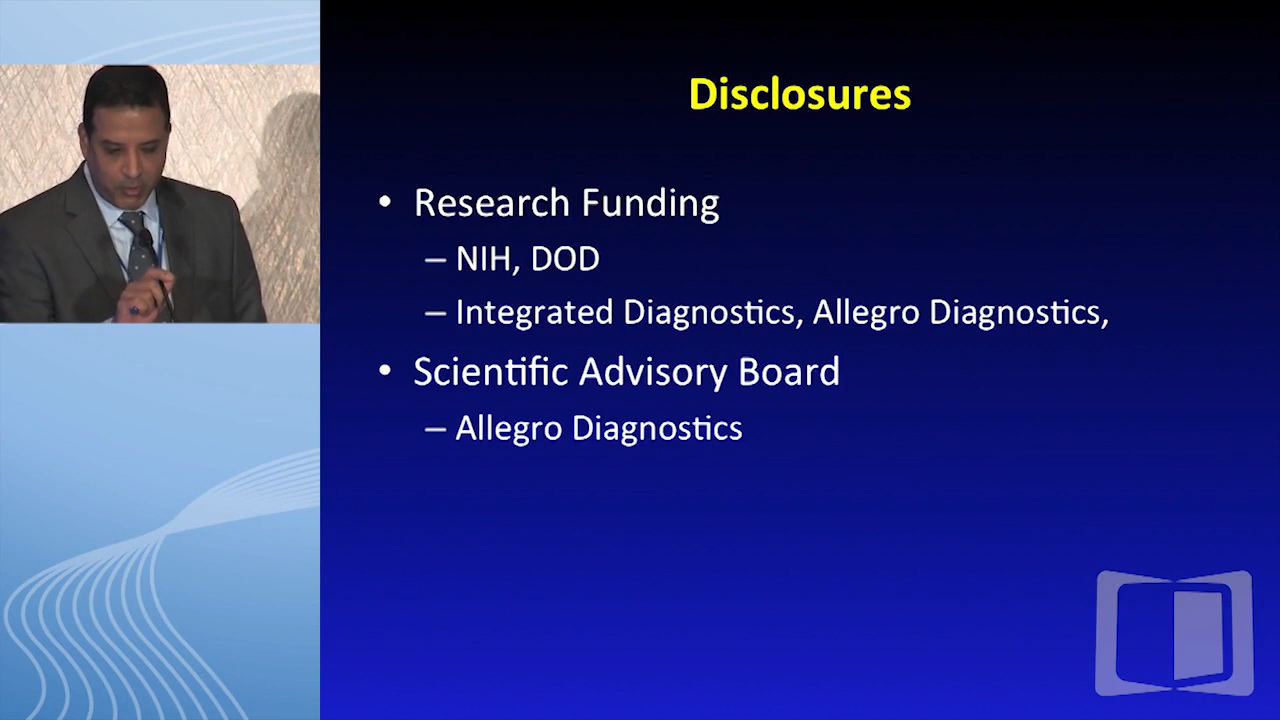 Disclosures
• Research Funding
– NIH, DOD
– Integrated Diagnostics, Allegro Diagnostics,
• Scientific Advisory Board
– Allegro Diagnostics